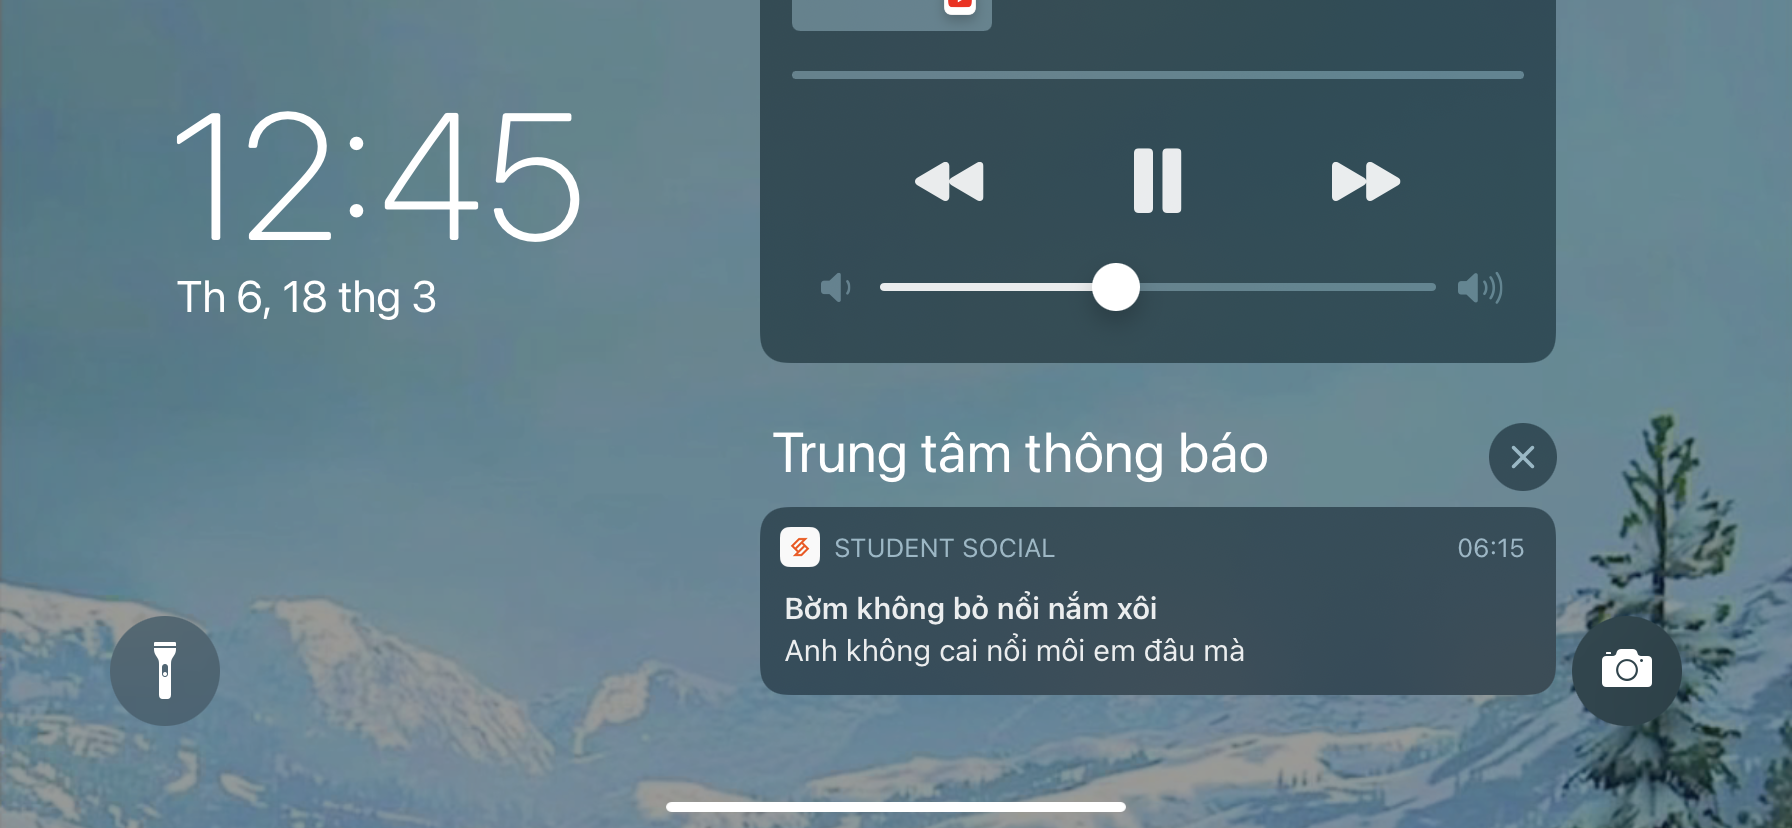 12:45
Th 6, 18 thg 3
Trung tâm thông báo
STUDENT SOCIAL 06:15
Bờm không bỏ nổi nắm xôi
Anh không cai nổi môi em đâu mà